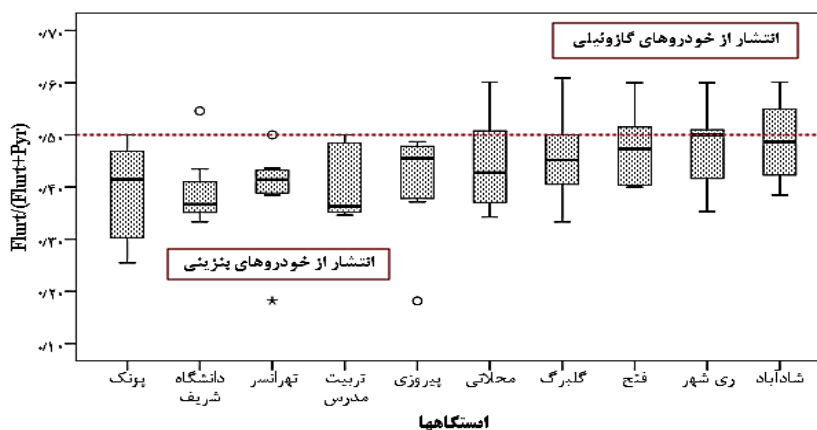 انتشار از خودروهای گازوئیلی
انتشار از خودروهای بنزینی
Flurt/(Flurt+Pyr)
۰/۷۰
۰/۶۰
۰/۵۰
۰/۴۰
۰/۳۰
۰/۲۰
۰/۱۰
پونک
دانشگاه
شریف
تهرانسر
تربیت
مدرس
پیروزی
محلاتی
گلبرگ
فتح
ری شهر
شادآباد
ایستگاهها